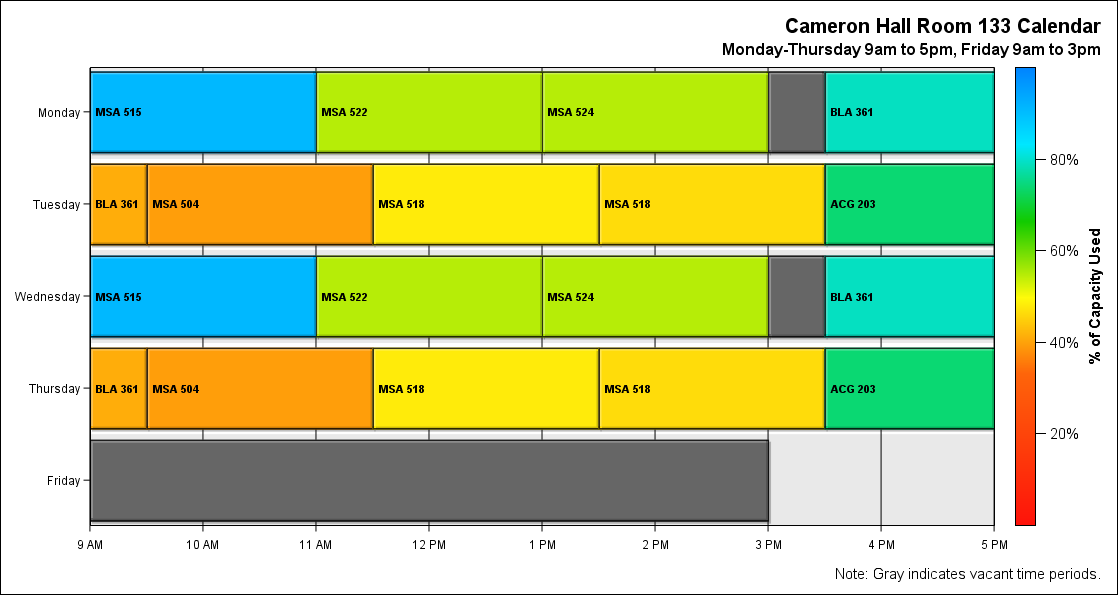 Cameron Hall Room 133 Calendar
Monday-Thursday 9am to 5pm, Friday 9am to 3pm
Monday
MSA 515
MSA 522
MSA 524
BLA 361
Tuesday
BLA 361
MSA 504
MSA 518
MSA 518
ACG 203
Wednesday
MSA 515
MSA 522
MSA 524
BLA 361
Thursday
BLA 361
MSA 504
MSA 518
MSA 518
ACG 203
Friday
9 AM
10 AM
11 AM
12 PM
1 PM
2 PM
3 PM
4 PM
5 PM
80%
60%
40%
20%
% of Capacity Used
Note: Gray indicates vacant time periods.